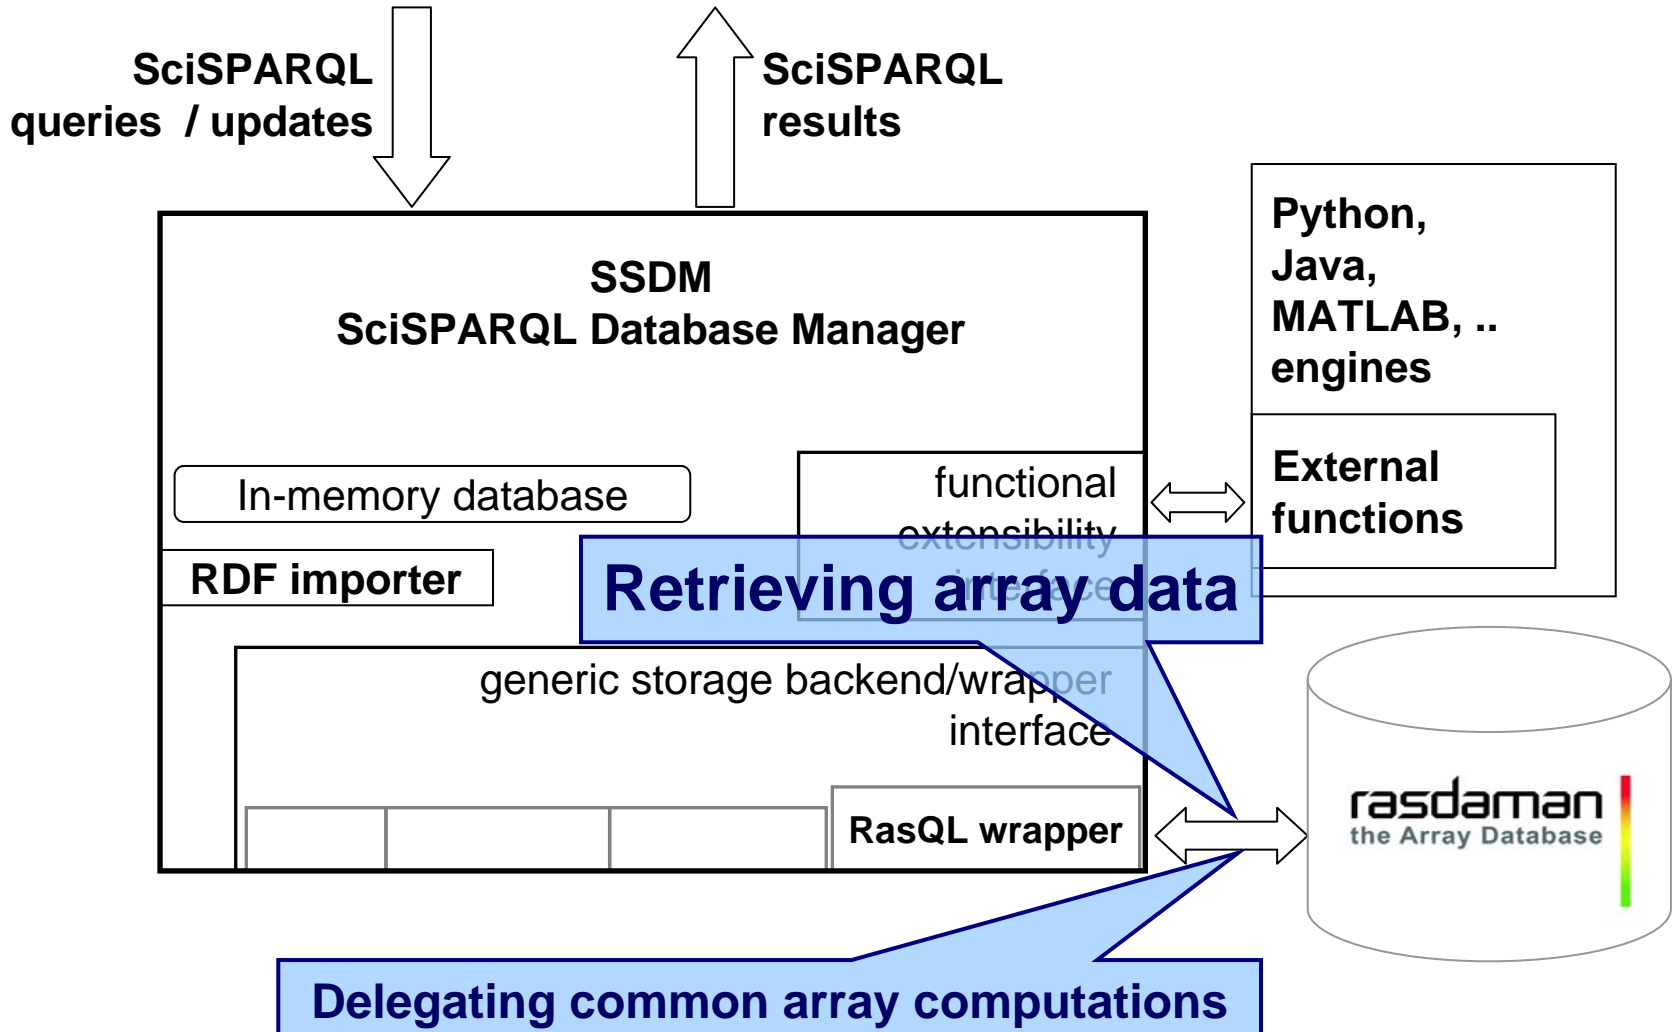 SciSPARQL
queries / updates
SciSPARQL
results
SSDM
SciSPARQL Database Manager
Python,
Java,
MATLAB, ..
engines
In-memory database
functional
extensibility
interface
External
functions
RDF importer
Retrieving array data
generic storage backend/wrapper
interface
RasQL wrapper
rasdaman
the Array Database
Delegating common array computations